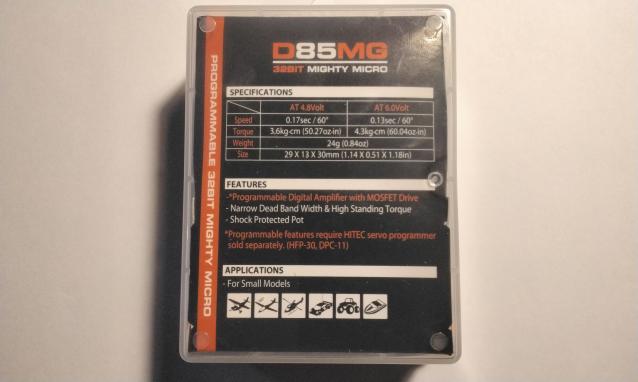 D85MG
32BIT MIGHTY MICRO
PROGRAMMABLE 32BIT MIGHTY MICRO
SPECIFICATIONS
AT 4.8Volt AT 6.0Volt
Speed 0.17sec / 60° 0.13sec / 60°
Torque 3.6kg·cm (50.27oz·in) 4.3kg·cm (60.04oz·in)
Weight 24g (0.84oz)
Size 29 X 13 X 30mm (1.14 X 0.51 X 1.18in)
FEATURES
-*Programmable Digital Amplifier with MOSFET Drive
- Narrow Dead Band Width & High Standing Torque
- Shock Protected Pot
*Programmable features require HITEC servo programmer
sold separately. (HFP-30, DPC-11)
APPLICATIONS
- For Small Models